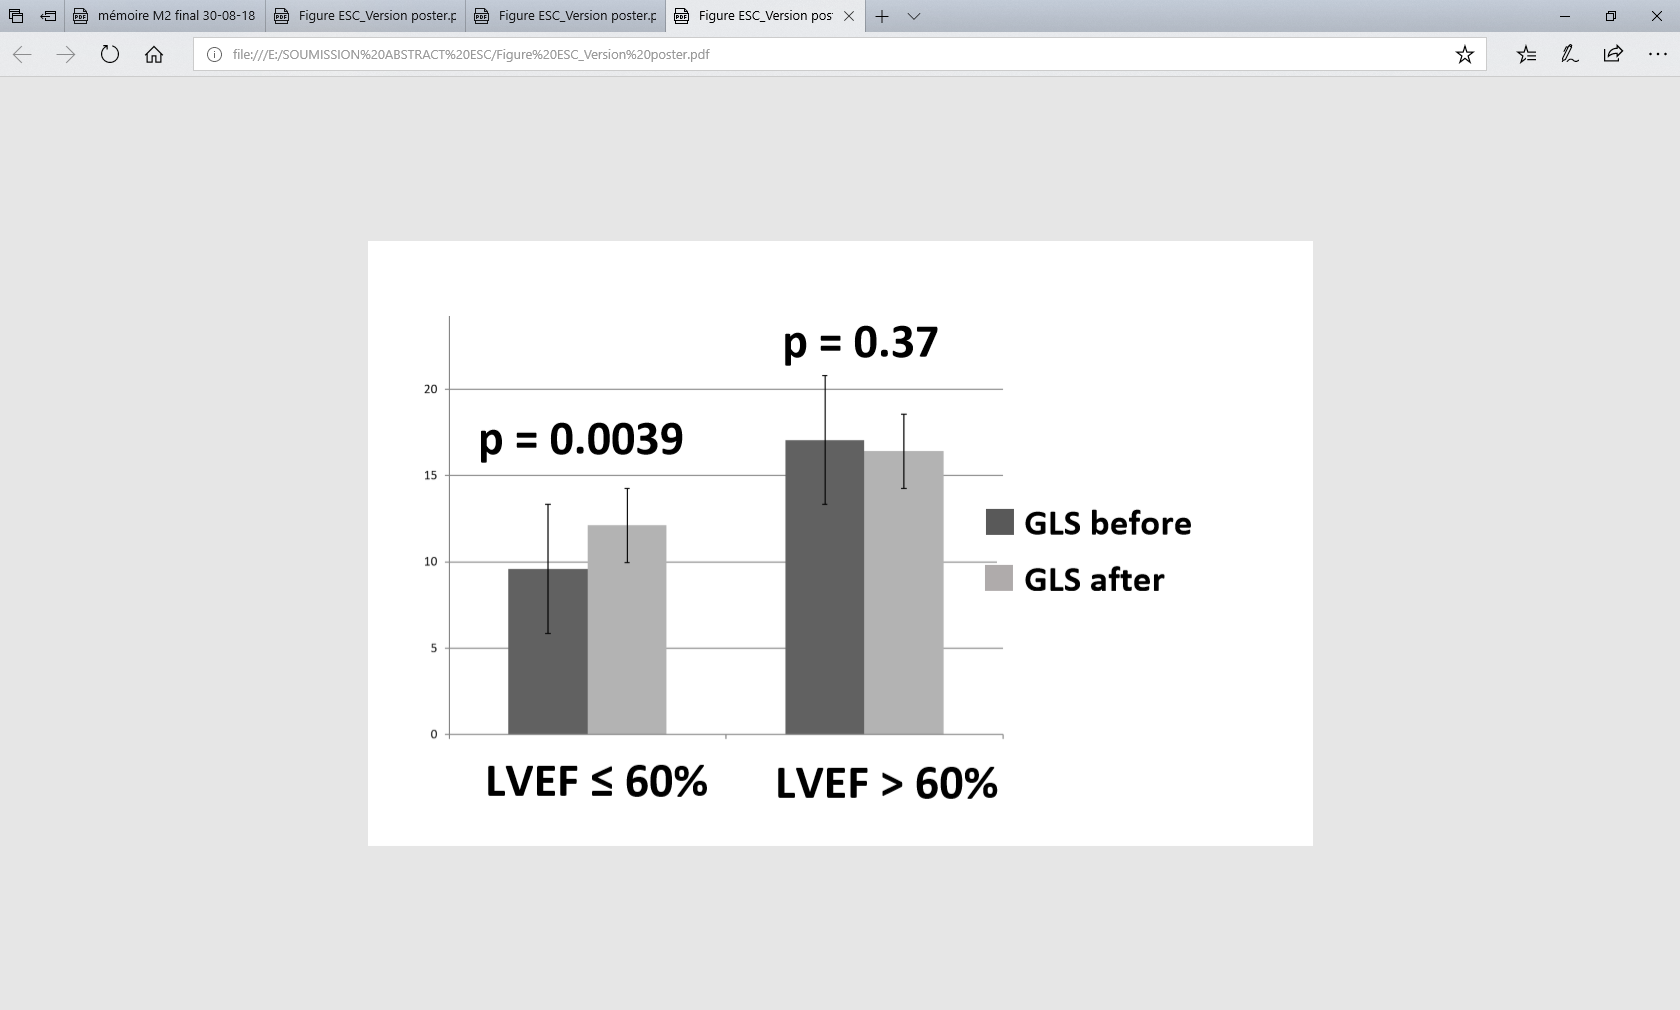 mémoire M2 final 30-08-18
Figure ESC_Version poster.p
Figure ESC_Version poster.p
Figure ESC_Version pos
file:///E:/SOUMISSION%20ABSTRACT%20ESC/Figure%20ESC_Version%20poster.pdf
p = 0.37
20
p = 0.0039
15
GLS before
10
GLS after
5
0
LVEF ≤ 60%
LVEF > 60%